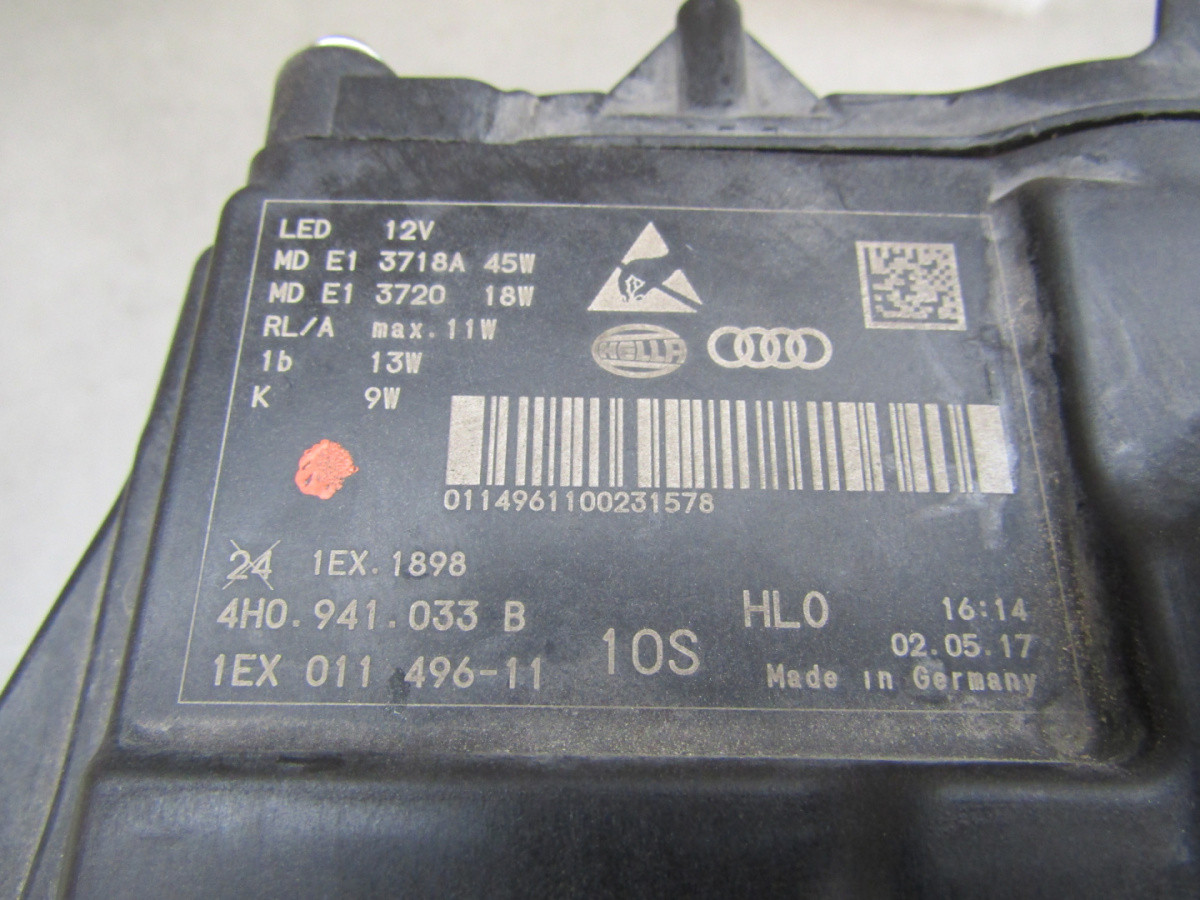 LED 12V
MD E1 3718A 45W
MD E1 3720 18W
RL/A max.11W
1b 13W
K 9W
HELLA
0114961100231578
24 1EX.1898
4H0.941.033 B
1EX 011 496-11
10S
HL0
16:14
02.05.17
Made in Germany